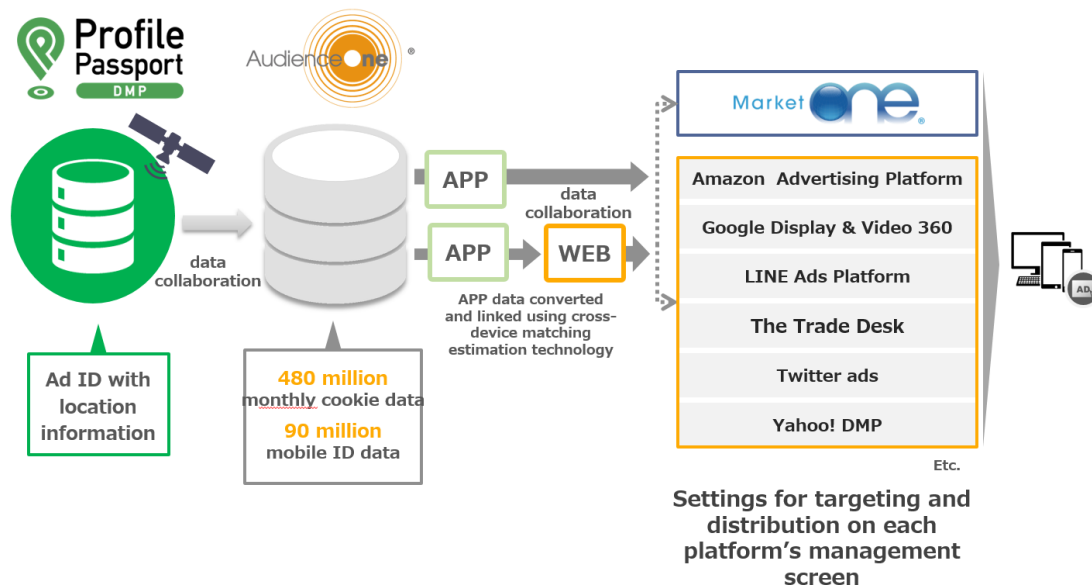 Profile
Passport
DMP
AudienceOne®
Market One®
APP
data
collaboration
APP
WEB
data
collaboration
APP data converted
and linked using cross-
device matching
estimation technology
Ad ID with
location
information
480 million
monthly cookie data
90 million
mobile ID data
Amazon Advertising Platform
Google Display & Video 360
LINE Ads Platform
The Trade Desk
Twitter ads
Yahoo! DMP
Etc.
AD
Settings for targeting and
distribution on each
platform’s management
screen